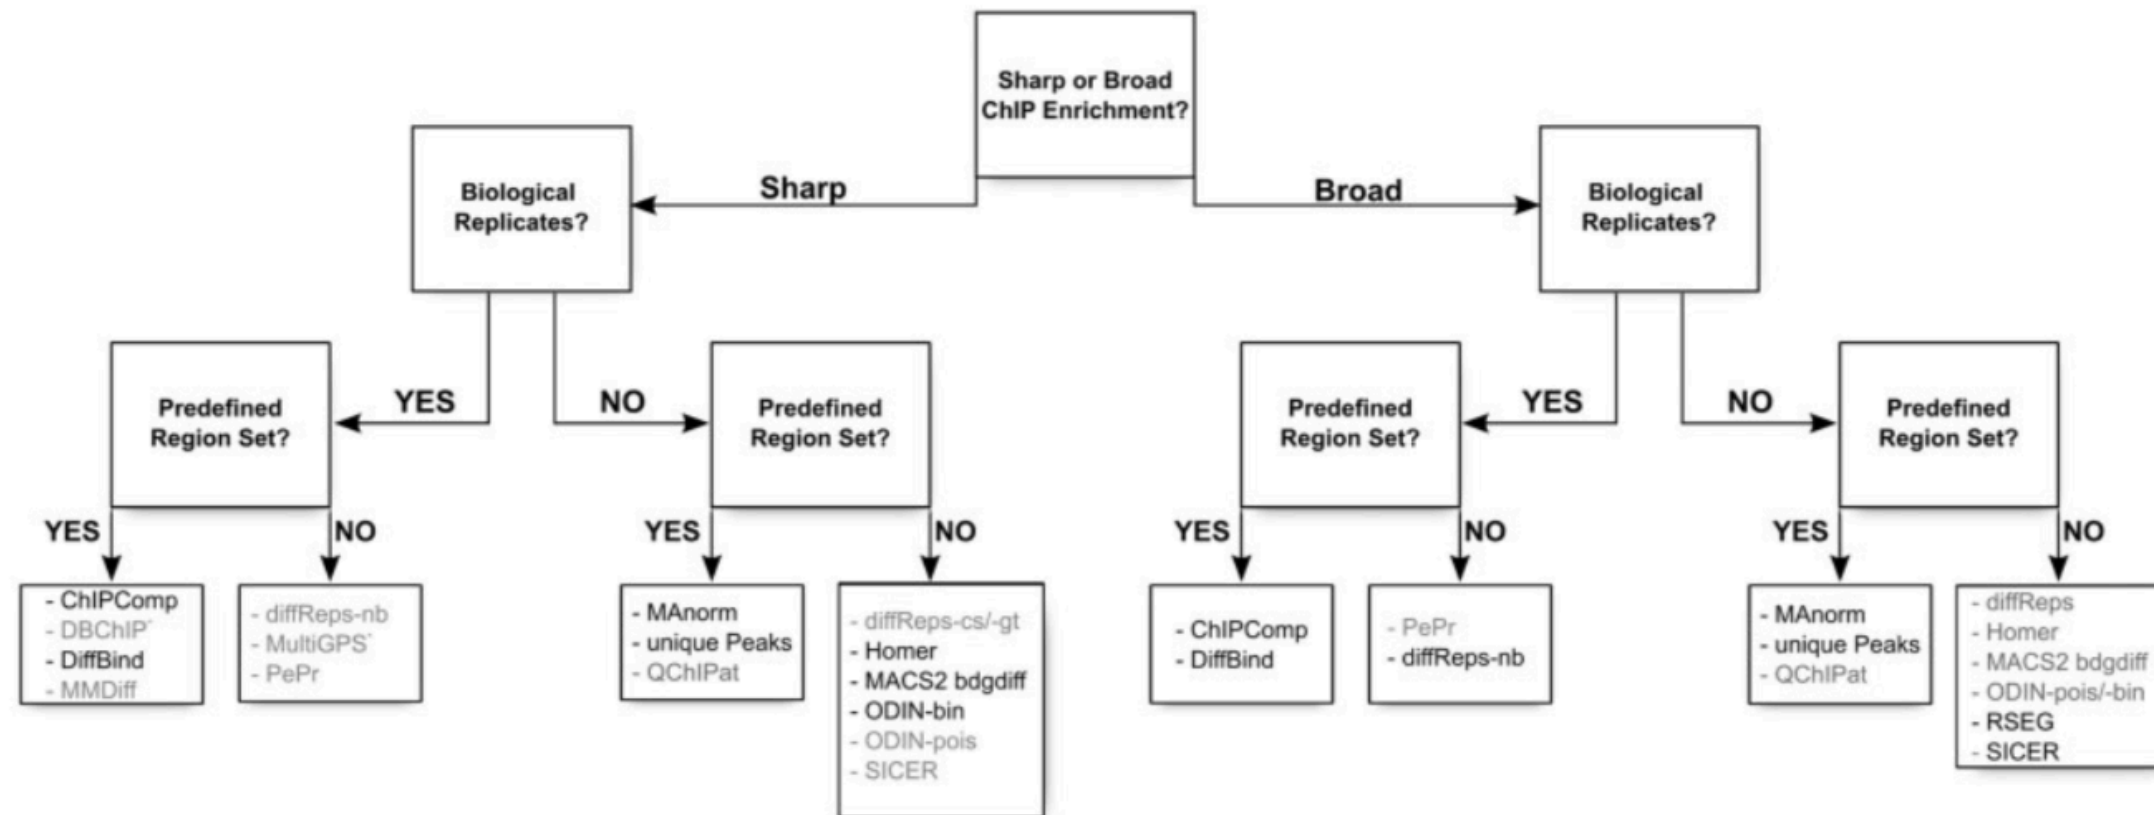 Sharp or Broad
ChIP Enrichment?
Sharp
Broad
Biological
Replicates?
Biological
Replicates?
YES
NO
YES
NO
Predefined
Region Set?
Predefined
Region Set?
Predefined
Region Set?
Predefined
Region Set?
YES
NO
YES
NO
YES
NO
YES
NO
- ChIPComp
- DBChIP*
- DiffBind
- MMDiff
- diffReps-nb
- MultiGPS*
- PePr
- MAnorm
- unique Peaks
- QChIPat
- diffReps-cs/-gt
- Homer
- MACS2 bdgdiff
- ODIN-bin
- ODIN-pois
- SICER
- ChIPComp
- DiffBind
- PePr
- diffReps-nb
- MAnorm
- unique Peaks
- QChIPat
- diffReps
- Homer
- MACS2 bdgdiff
- ODIN-pois/-bin
- RSEG
- SICER